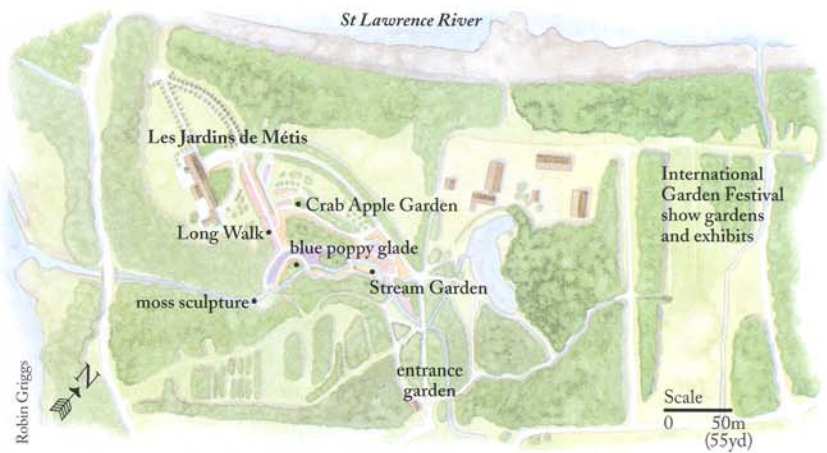 St Lawrence River
Les Jardins de Métis
Crab Apple Garden
Long Walk
blue poppy glade
Stream Garden
moss sculpture
entrance
garden
International
Garden Festival
show gardens
and exhibits
Scale
0 50m
(55yd)
N
Robin Griggs